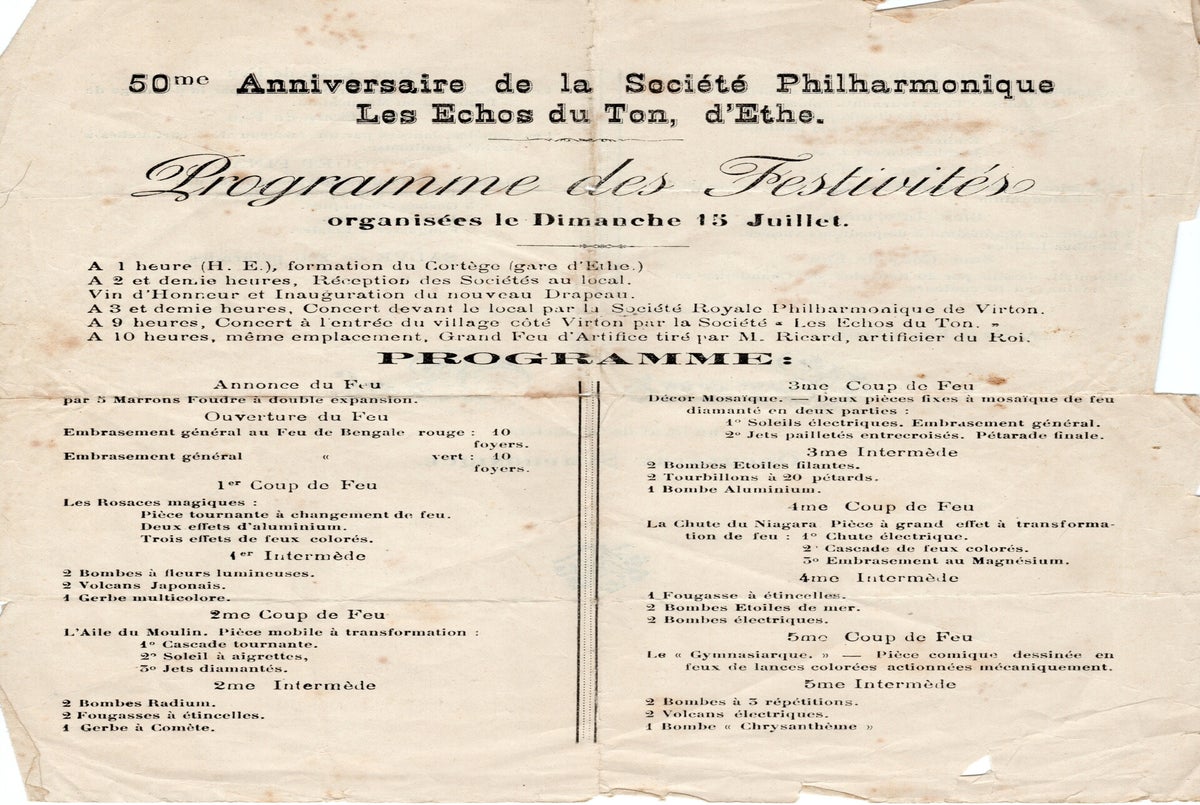 50me Anniversaire de la Société Philharmonique
Les Echos du Ton, d'Ethe.
Programme des Festivités
organisées le Dimanche 15 Juillet.
A 1 heure (H. E.), formation du Cortège (gare d'Ethe.)
A 2 et demie heures, Réception des Sociétés au local.
Vin d'Honneur et Inauguration du nouveau Drapeau.
A 3 et demie heures, Concert devant le local par la Société Royale Philharmonique de Virton.
A 9 heures, Concert à l'entrée du village côté Virton par la Société « Les Echos du Ton. »
A 10 heures, même emplacement, Grand Feu d'Artifice tiré par M. Ricard, artificier du Roi.
PROGRAMME:
Annonce du Feu
par 5 Marrons Foudre à double expansion.
Ouverture du Feu
Embrasement général au Feu de Bengale rouge : 10
foyers.
Embrasement général « vert : 10
foyers.
1er Coup de Feu
Les Rosaces magiques :
Pièce tournante à changement de feu.
Deux effets d'aluminium.
Trois effets de feux colorés.
1er Intermède
2 Bombes à fleurs lumineuses.
2 Volcans Japonais.
1 Gerbe multicolore.
2me Coup de Feu
L'Aile du Moulin. Pièce mobile à transformation :
1º Cascade tournante.
2º Soleil à aigrettes,
3º Jets diamantés.
2me Intermède
2 Bombes Radium.
2 Fougasses à étincelles.
1 Gerbe à Comète.
3me Coup de Feu
Décor Mosaïque. — Deux pièces fixes à mosaïque de feu
diamanté en deux parties :
1º Soleils électriques. Embrasement général.
2º Jets pailletés entrecroisés. Pétarade finale.
3me Intermède
2 Bombes Etoiles filantes.
2 Tourbillons à 20 pétards.
1 Bombe Aluminium.
4me Coup de Feu
La Chute du Niagara Pièce à grand effet à transforma-
tion de feu : 1º Chute électrique.
2º Cascade de feux colorés.
3º Embrasement au Magnésium.
4me Intermède
1 Fougasse à étincelles.
2 Bombes Etoiles de mer.
2 Bombes électriques.
5me Coup de Feu
Le « Gymnasiarque. » — Pièce comique dessinée en
feux de lances colorées actionnées mécaniquement.
5me Intermède
2 Bombes à 3 répétitions.
2 Volcans électriques.
1 Bombe « Chrysanthème »